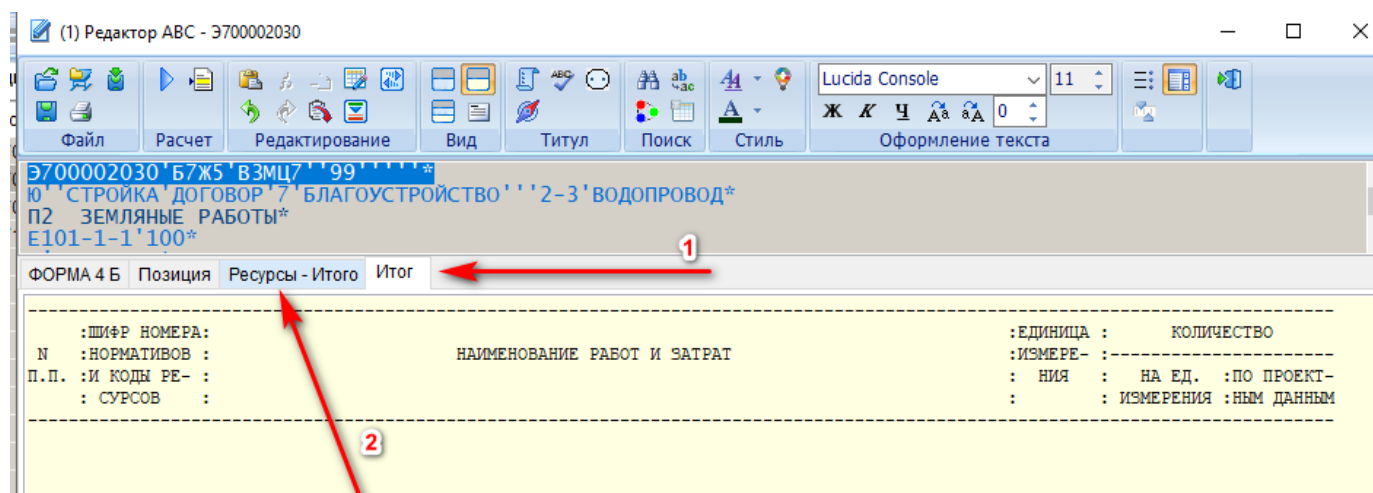 (1) Редактор АВС - Э700002030
Lucida Console 11
Ж К Ч 0
Файл Расчет Редактирование Вид Титул Поиск Стиль Оформление текста
Э700002030'Б7Ж5'В3МЦ7''99'''''*
Ю''СТРОЙКА'ДОГОВОР'7'БЛАГОУСТРОЙСТВО'''2-3'ВОДОПРОВОД*
П2 ЗЕМЛЯНЫЕ РАБОТЫ*
Е101-1-1'100*
1
ФОРМА 4 Б Позиция Ресурсы - Итого Итог
:ШИФР НОМЕРА: :ЕДИНИЦА : КОЛИЧЕСТВО
N :НОРМАТИВОВ : НАИМЕНОВАНИЕ РАБОТ И ЗАТРАТ :ИЗМЕРЕ- :----------------------
П.П. :И КОДЫ РЕ- : : НИЯ : НА ЕД. :ПО ПРОЕКТ-
: СУРСОВ : : : ИЗМЕРЕНИЯ :НЫМ ДАННЫМ
2